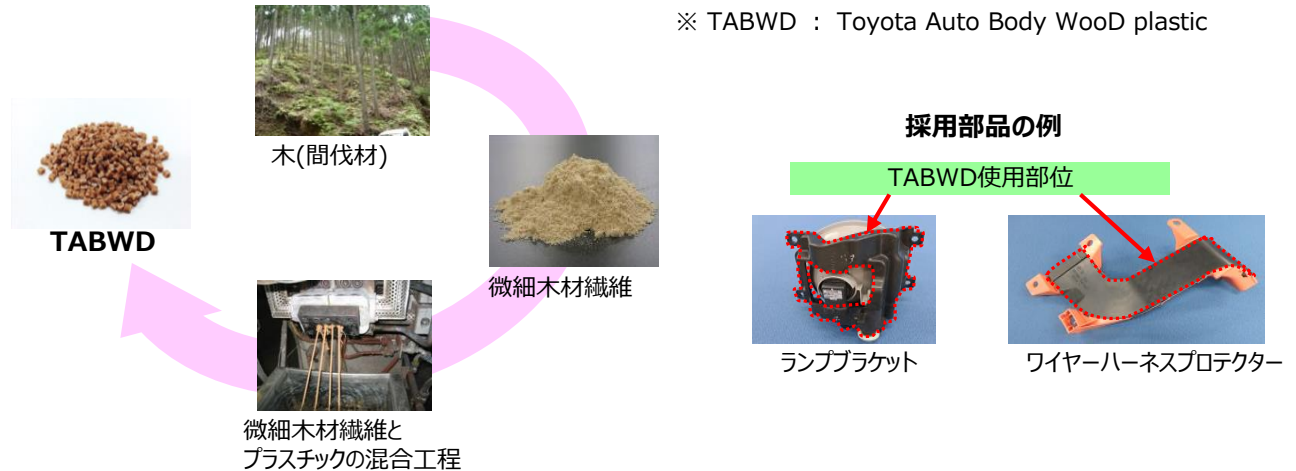 ※ TABWD : Toyota Auto Body WooD plastic
木(間伐材)
TABWD
微細木材繊維
微細木材繊維と
プラスチックの混合工程
採用部品の例
TABWD使用部位
ランプブラケット
ワイヤーハーネスプロテクター